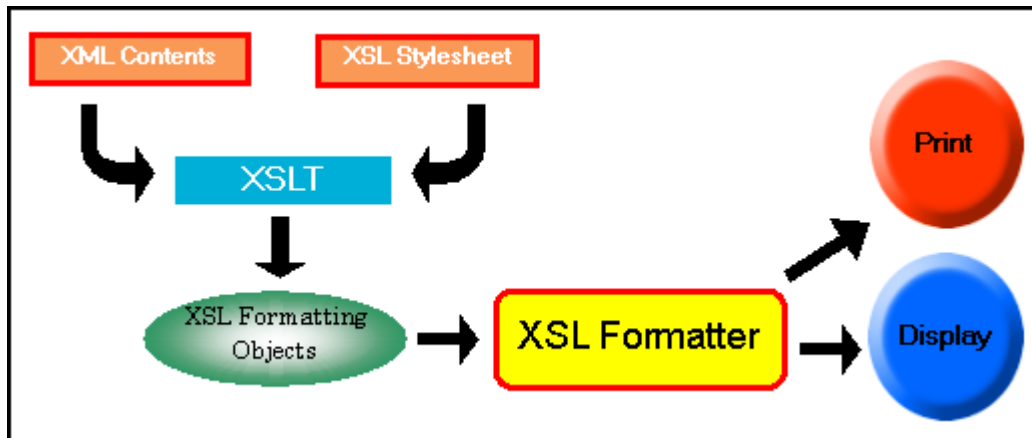 XML Contents
XSL Stylesheet
XSLT
Print
XSL Formatting
Objects
XSL Formatter
Display